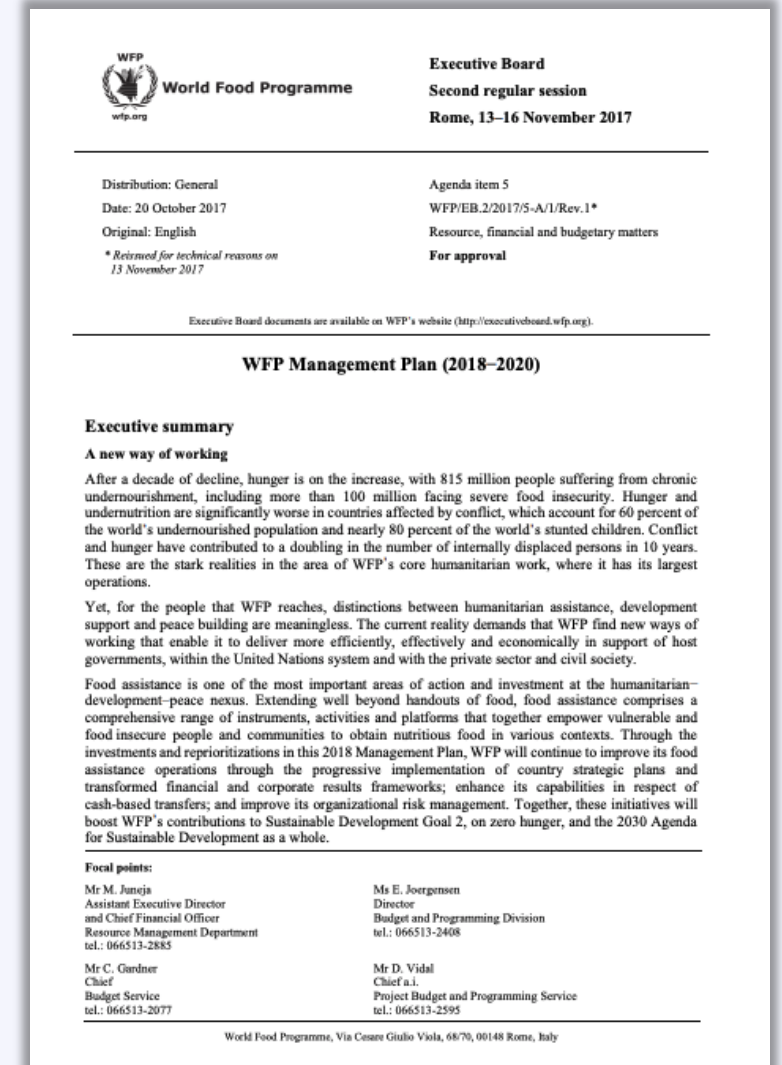 WFP
World Food Programme
wfp.org
Executive Board
Second regular session
Rome, 13–16 November 2017
Distribution: General
Date: 20 October 2017
Original: English
* Reissued for technical reasons on
13 November 2017
Agenda item 5
WFP/EB.2/2017/5-A/1/Rev.1*
Resource, financial and budgetary matters
For approval
Executive Board documents are available on WFP's website (http://executiveboard.wfp.org).
WFP Management Plan (2018–2020)
Executive summary
A new way of working
After a decade of decline, hunger is on the increase, with 815 million people suffering from chronic
undernourishment, including more than 100 million facing severe food insecurity. Hunger and
undernutrition are significantly worse in countries affected by conflict, which account for 60 percent of
the world's undernourished population and nearly 80 percent of the world's stunted children. Conflict
and hunger have contributed to a doubling in the number of internally displaced persons in 10 years.
These are the stark realities in the area of WFP's core humanitarian work, where it has its largest
operations.
Yet, for the people that WFP reaches, distinctions between humanitarian assistance, development
support and peace building are meaningless. The current reality demands that WFP find new ways of
working that enable it to deliver more efficiently, effectively and economically in support of host
governments, within the United Nations system and with the private sector and civil society.
Food assistance is one of the most important areas of action and investment at the humanitarian–
development–peace nexus. Extending well beyond handouts of food, food assistance comprises a
comprehensive range of instruments, activities and platforms that together empower vulnerable and
food insecure people and communities to obtain nutritious food in various contexts. Through the
investments and reprioritizations in this 2018 Management Plan, WFP will continue to improve its food
assistance operations through the progressive implementation of country strategic plans and
transformed financial and corporate results frameworks; enhance its capabilities in respect of
cash-based transfers; and improve its organizational risk management. Together, these initiatives will
boost WFP's contributions to Sustainable Development Goal 2, on zero hunger, and the 2030 Agenda
for Sustainable Development as a whole.
Focal points:
Mr M. Juneja
Assistant Executive Director
and Chief Financial Officer
Resource Management Department
tel.: 066513-2885
Ms E. Joergensen
Director
Budget and Programming Division
tel.: 066513-2408
Mr C. Gardner
Chief
Budget Service
tel.: 066513-2077
Mr D. Vidal
Chief a.i.
Project Budget and Programming Service
tel.: 066513-2595
World Food Programme, Via Cesare Giulio Viola, 68/70, 00148 Rome, Italy